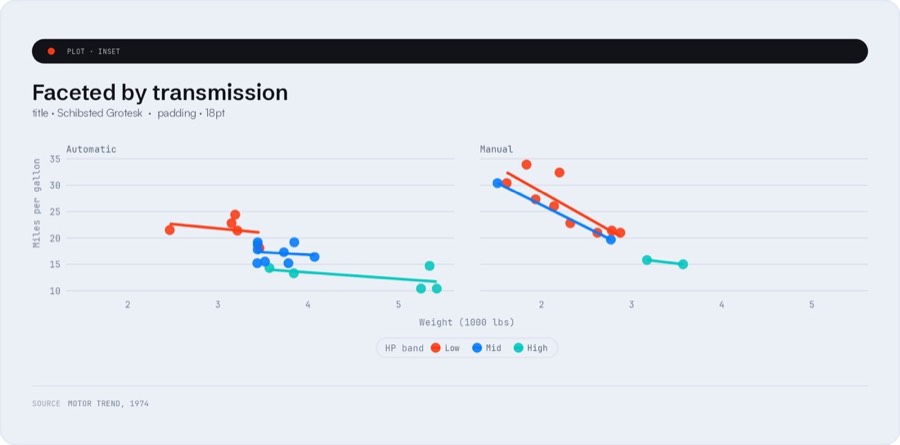 PLOT · INSET
Faceted by transmission
title · Schibsted Grotesk · padding · 18pt
Automatic
Manual
Miles per gallon
35
30
25
20
15
10
2 3 4 5
2 3 4 5
Weight (1000 lbs)
HP band Low Mid High
SOURCE MOTOR TREND, 1974